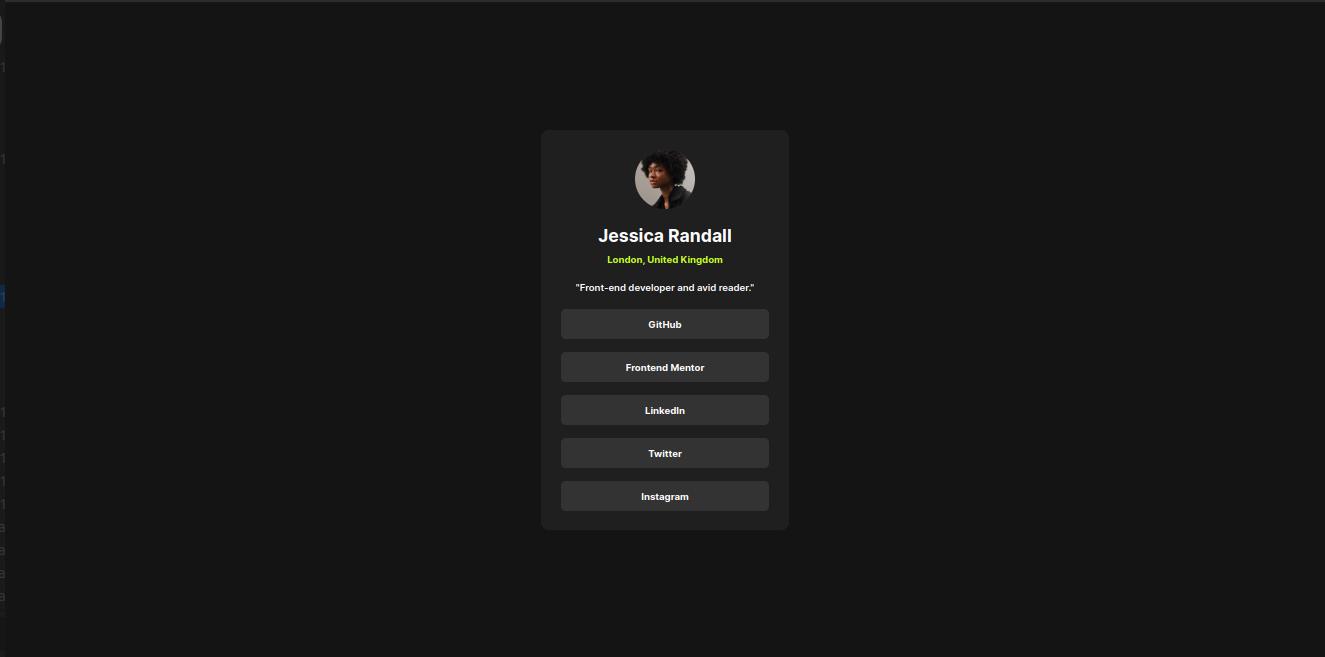 Jessica Randall
London, United Kingdom
"Front-end developer and avid reader."
GitHub
Frontend Mentor
LinkedIn
Twitter
Instagram